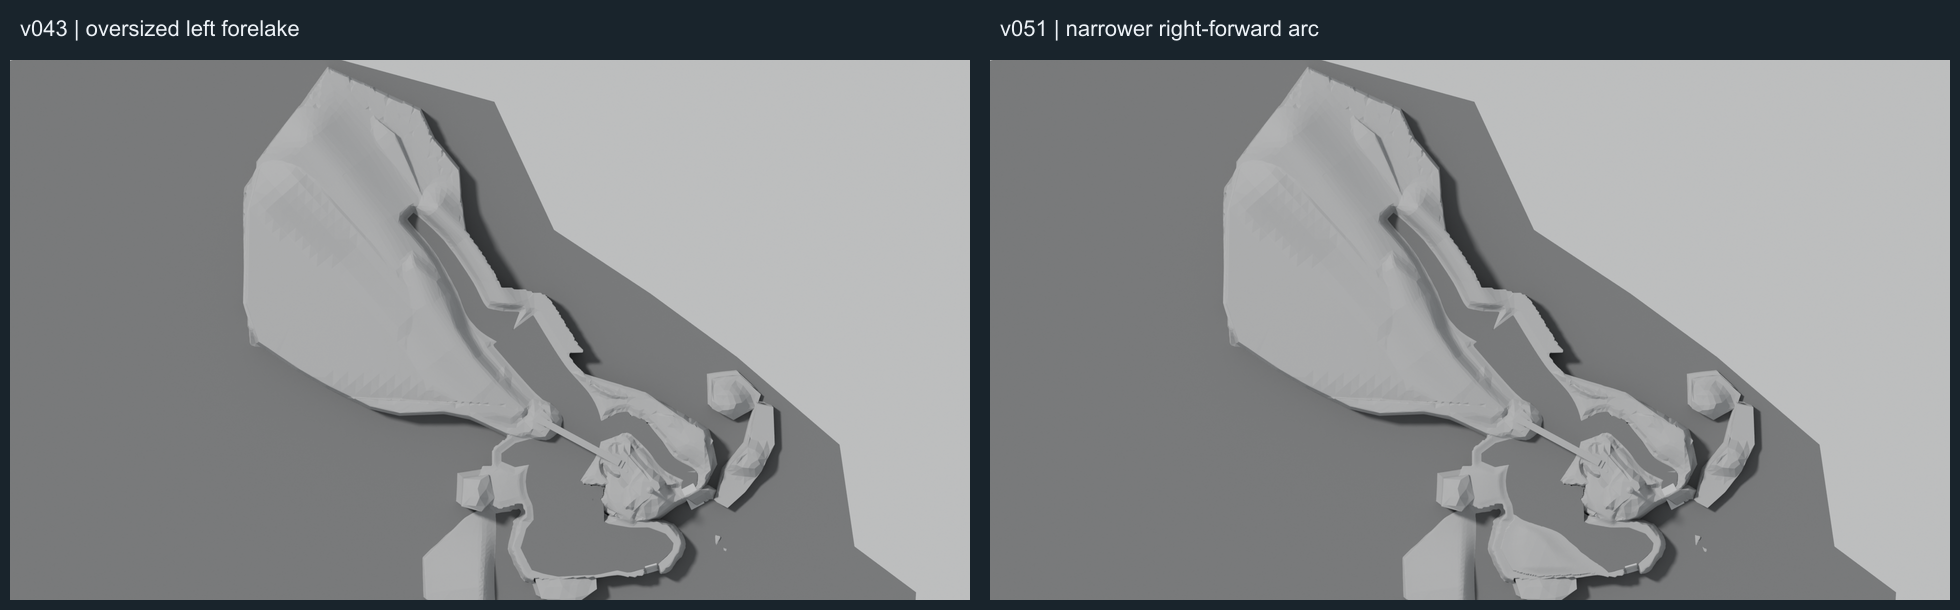 v043 | oversized left forelake
v051 | narrower right-forward arc